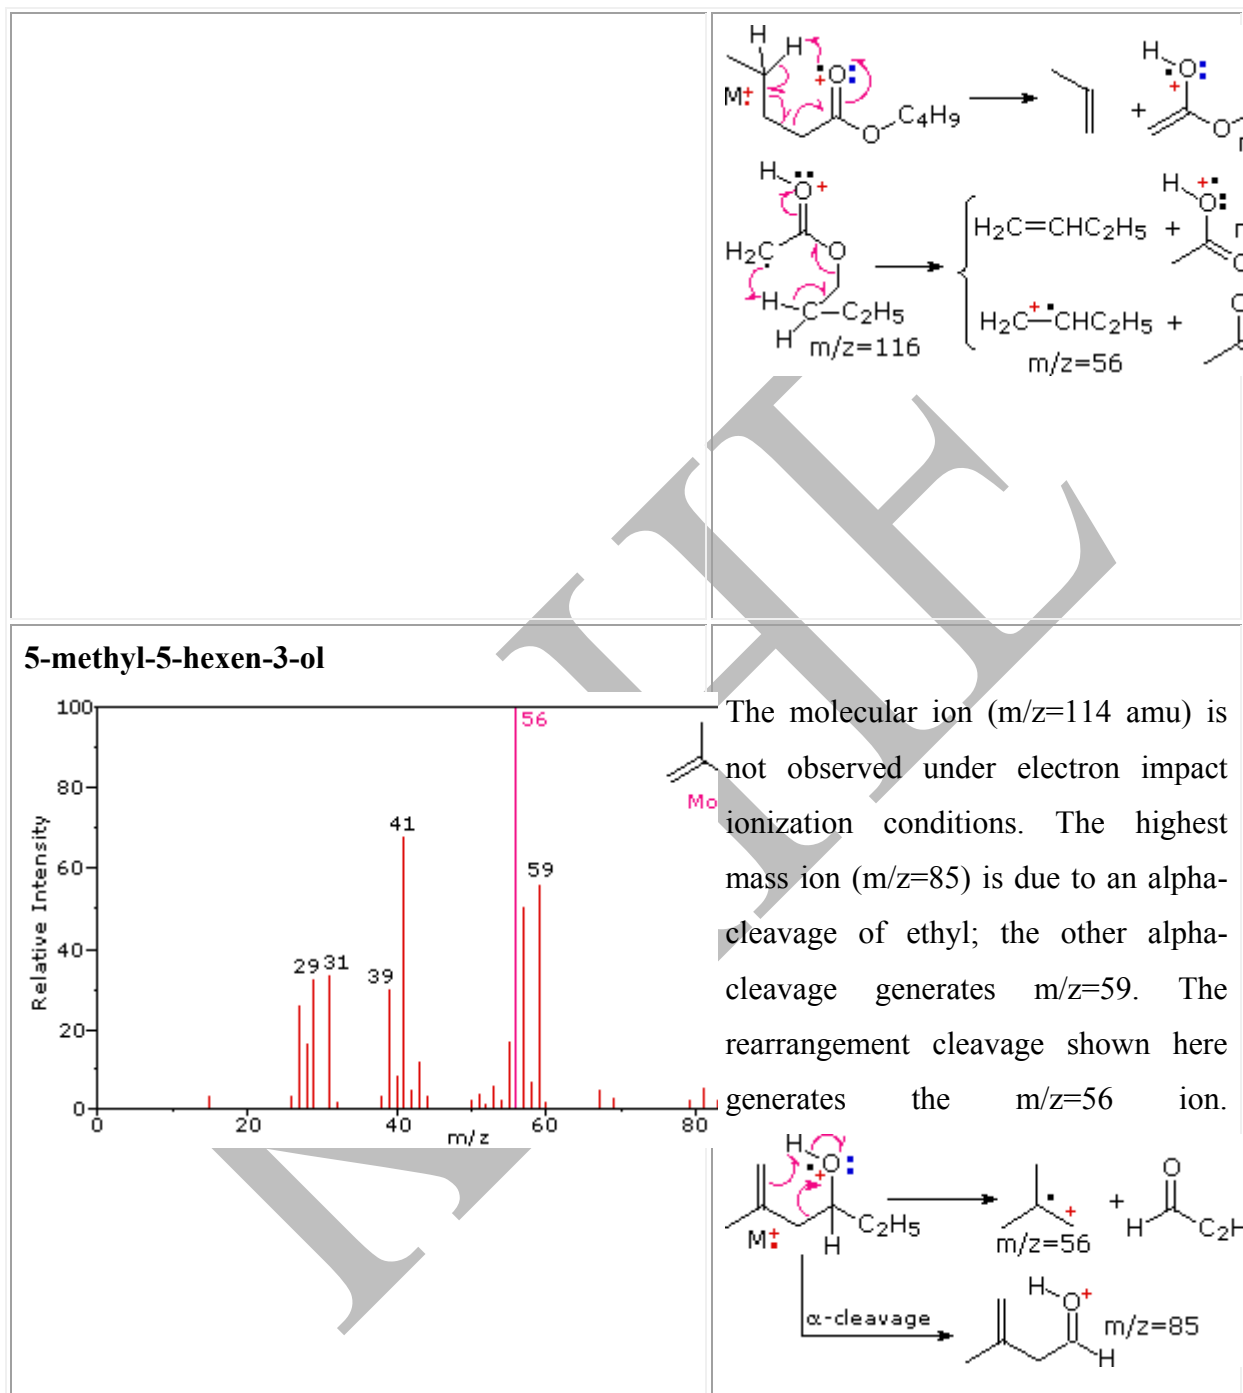 H
H
+
O
M+
O
C4H9
+
H
O
+
O
H
O
+
H2C
O
H
C
C2H5
H
m/z=116
H2C=CHC2H5 +
H
+
O
O
H2C
+
CHC2H5 +
m/z=56
5-methyl-5-hexen-3-ol
100
80
60
40
20
0
Relative Intensity
56
41
59
29
31
39
Mo
0
20
40
60
80
m/z
The molecular ion (m/z=114 amu) is
not observed under electron impact
ionization conditions. The highest
mass ion (m/z=85) is due to an alpha-
cleavage of ethyl; the other alpha-
cleavage generates m/z=59. The
rearrangement cleavage shown here
generates the m/z=56 ion.
H
O
+
C2H5
H
M+
+
m/z=56
+
O
H
C2H
α-cleavage
H
O
+
H
m/z=85